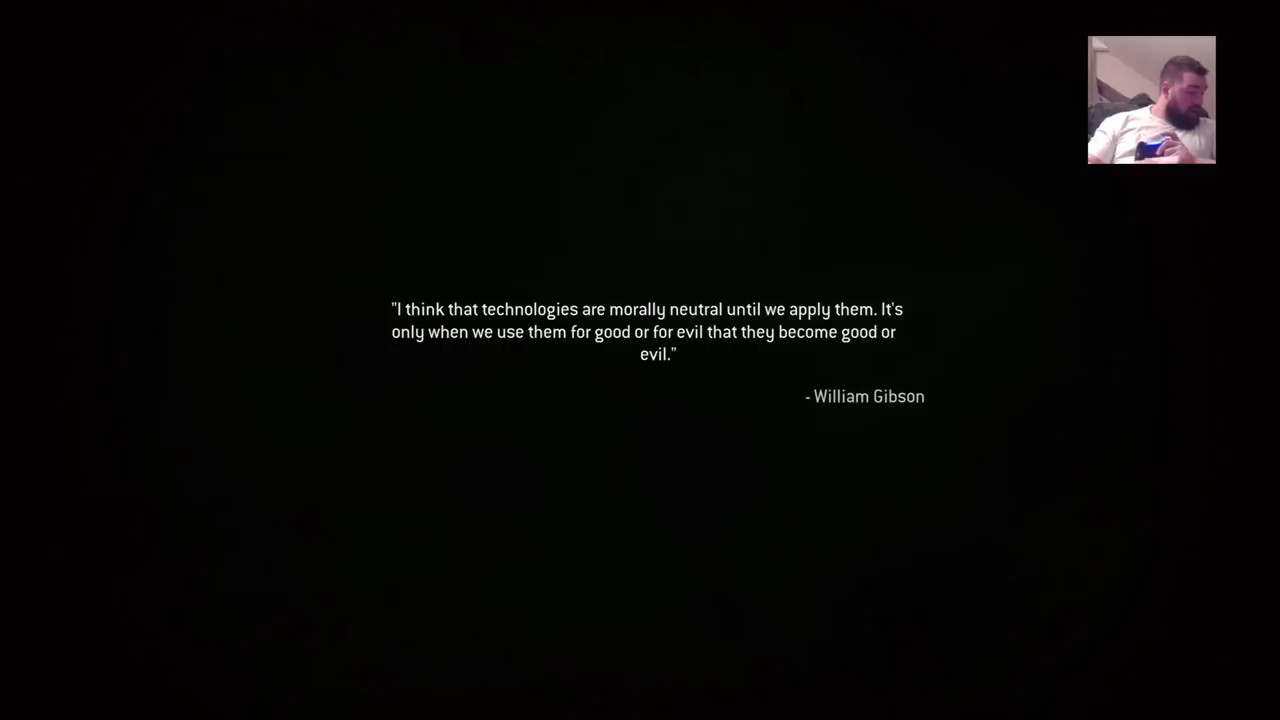 "I think that technologies are morally neutral until we apply them. It's
only when we use them for good or for evil that they become good or
evil."
- William Gibson